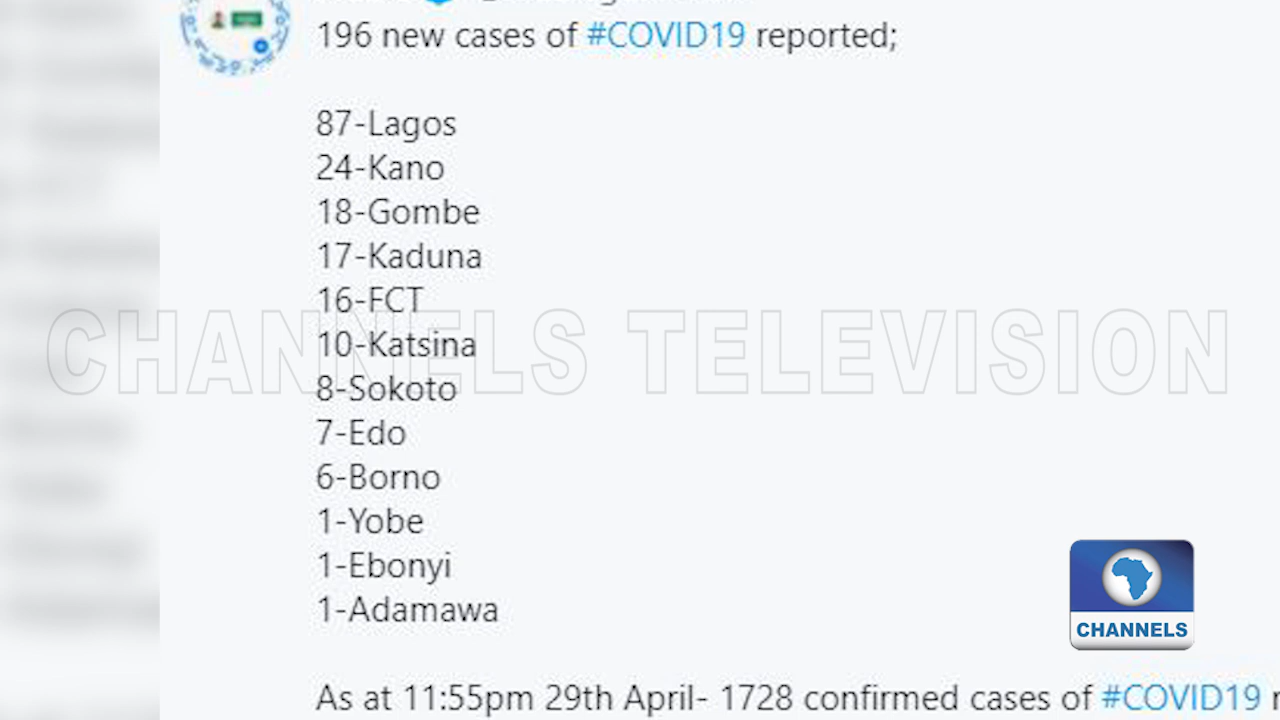 196 new cases of #COVID19 reported;
87-Lagos
24-Kano
18-Gombe
17-Kaduna
16-FCT
10-Katsina
8-Sokoto
7-Edo
6-Borno
1-Yobe
1-Ebonyi
1-Adamawa
As at 11:55pm 29th April- 1728 confirmed cases of #COVID19
CHANNELS TELEVISION
CHANNELS